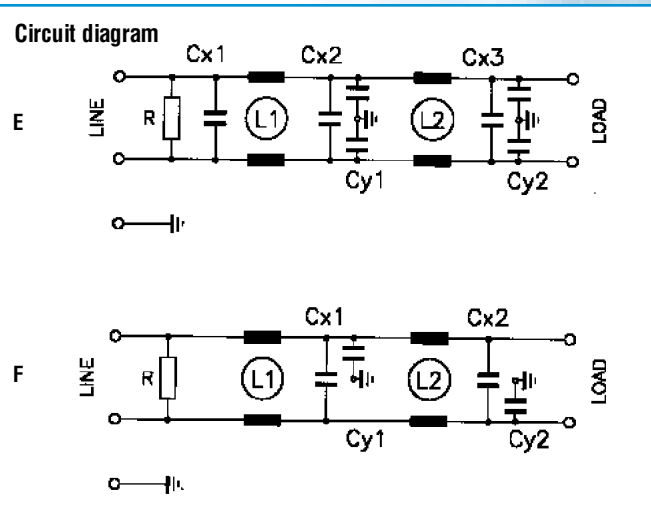 Circuit diagram
Cx1 Cx2 Cx3
E LINE R L1 L2 LOAD
Cy1 Cy2
Cx1 Cx2
F LINE R L1 L2 LOAD
Cy1 Cy2